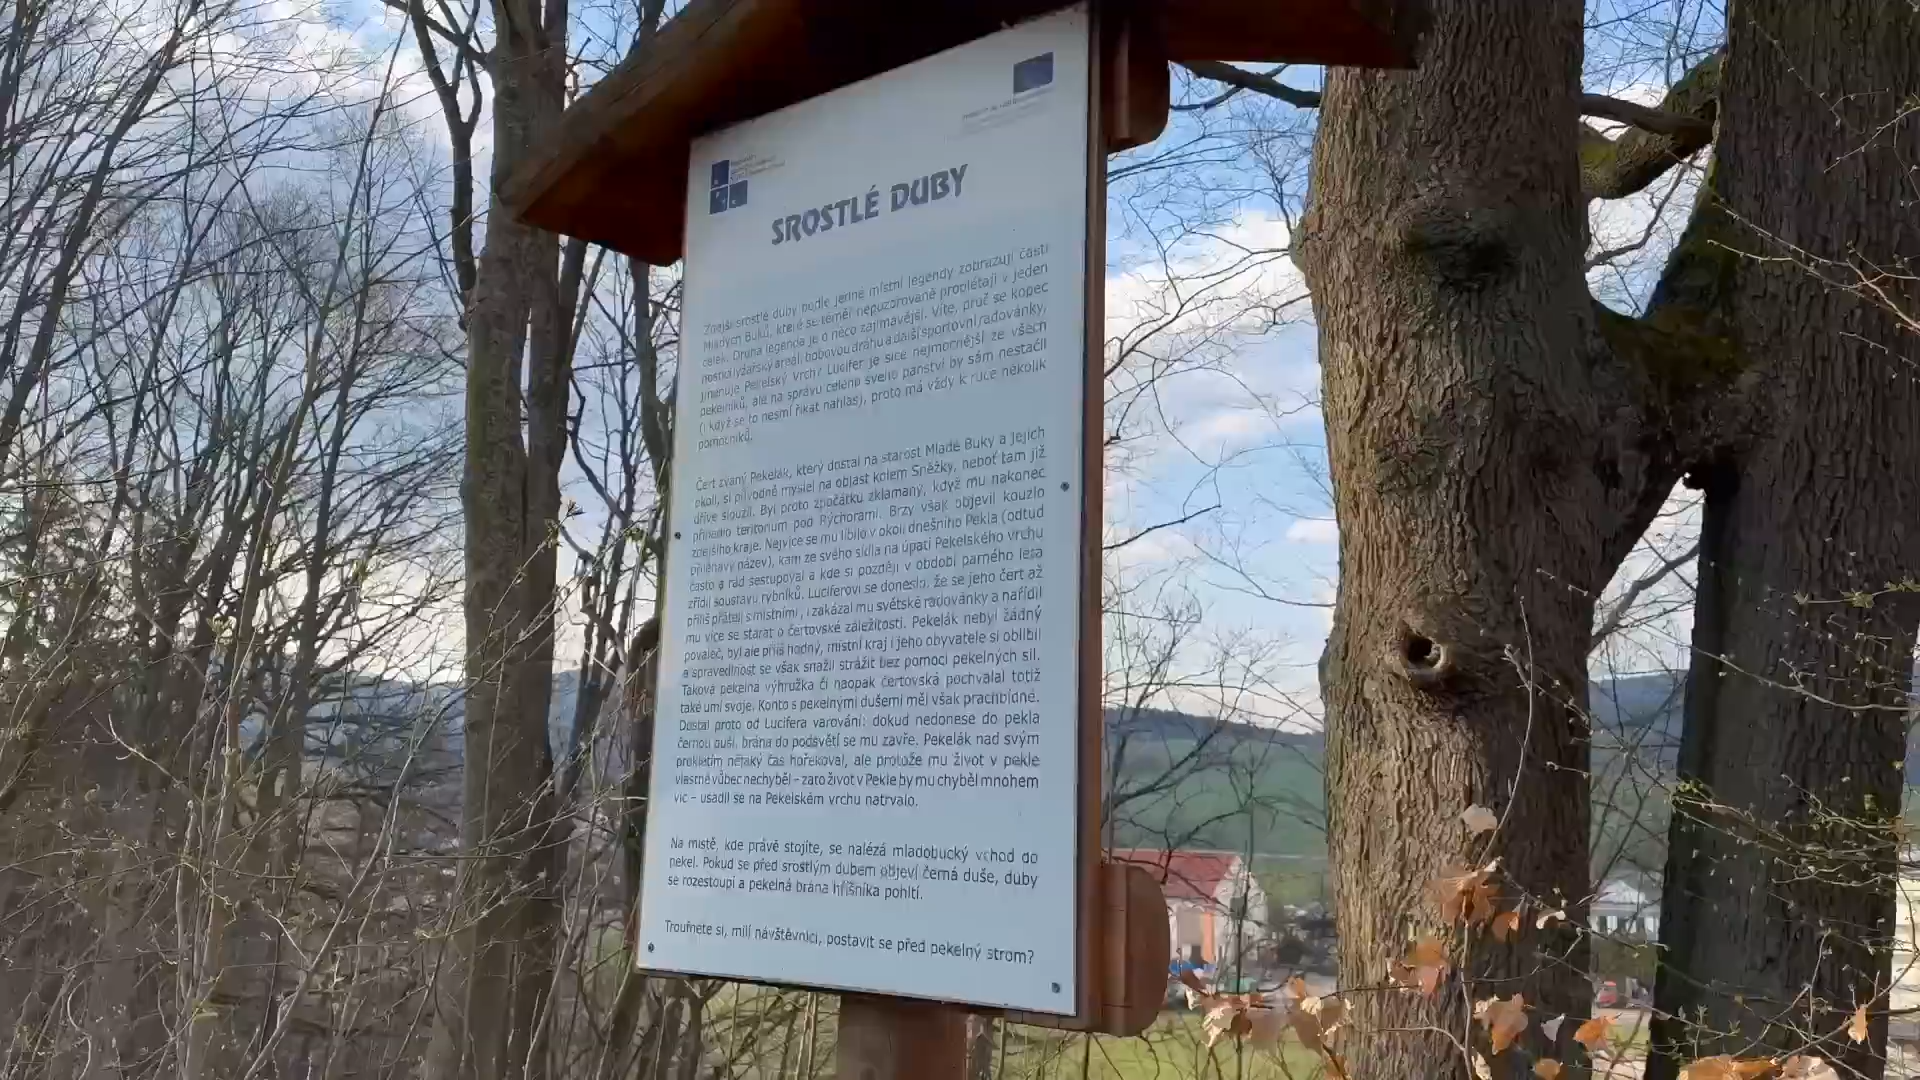 SROSTLÉ DUBY
Zdejší srostlé duby podle jedné místní legendy zobrazují části
Mladých Buků, které se téměř nepozorovaně proplétají v jeden
celek. Druhá legenda je o něco zajímavější. Víte, proč se kopec
hostící lyžařský areál, bobovou dráhu a další sportovní radovánky,
jmenuje Pekelský vrch? Lucifer je sice nejmocnější ze všech
pekelníků, ale na správu celého svého panství by sám nestačil
(i když se to nesmí říkat nahlas), proto má vždy k ruce několik
pomocníků.
Čert zvaný Pekelák, který dostal na starost Mladé Buky a jejich
okolí, si původně myslel na oblast kolem Sněžky, neboť tam již
dříve sloužil. Byl proto zpočátku zklamaný, když mu nakonec
připadlo teritorium pod Rýchorami. Brzy však objevil kouzlo
zdejšího kraje. Nejvíce se mu líbilo v okolí dnešního Pekla (odtud
přiléhavý název), kam ze svého sídla na úpatí Pekelského vrchu
často a rád sestupoval a kde si později v období parného léta
zřídil soustavu rybníků. Luciferovi se doneslo, že se jeho čert až
příliš přátelí s místními, i zakázal mu světské radovánky a nařídil
mu více se starat o čertovské záležitosti. Pekelák nebyl žádný
povaleč, byl ale příliš hodný, místní kraj i jeho obyvatele si oblíbil
a spravedlnost se však snažil strážit bez pomoci pekelných sil.
Taková pekelná výhružka či naopak čertovská pochvala totiž
také umí svoje. Konto s pekelnými dušemi měl však prachbídné.
Dostal proto od Lucifera varování: dokud nedonese do pekla
černou duši, brána do podsvětí se mu zavře. Pekelák nad svým
prokletím nějaký čas hořekoval, ale protože mu život v pekle
vlastně vůbec nechyběl – zato život v Pekle by mu chyběl mnohem
víc – usadil se na Pekelském vrchu natrvalo.
Na místě, kde právě stojíte, se nalézá mladobucký vchod do
pekel. Pokud se před srostlým dubem objeví černá duše, duby
se rozestoupí a pekelná brána hříšníka pohltí.
Troufnete si, milí návštěvníci, postavit se před pekelný strom?